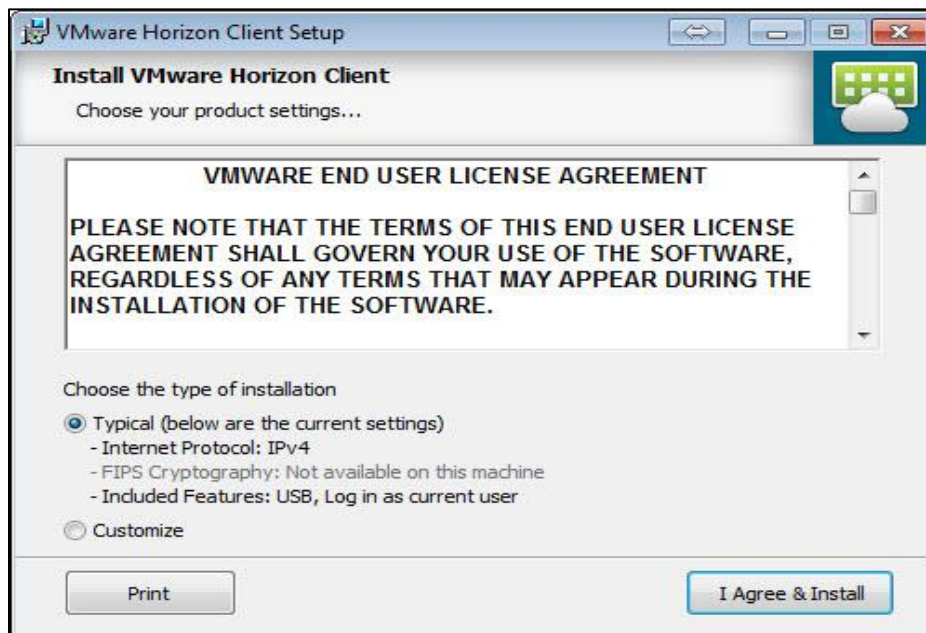 VMware Horizon Client Setup
Install VMware Horizon Client
Choose your product settings...
VMWARE END USER LICENSE AGREEMENT
PLEASE NOTE THAT THE TERMS OF THIS END USER LICENSE
AGREEMENT SHALL GOVERN YOUR USE OF THE SOFTWARE,
REGARDLESS OF ANY TERMS THAT MAY APPEAR DURING THE
INSTALLATION OF THE SOFTWARE.
Choose the type of installation
Typical (below are the current settings)
- Internet Protocol: IPv4
- FIPS Cryptography: Not available on this machine
- Included Features: USB, Log in as current user
Customize
Print
I Agree & Install